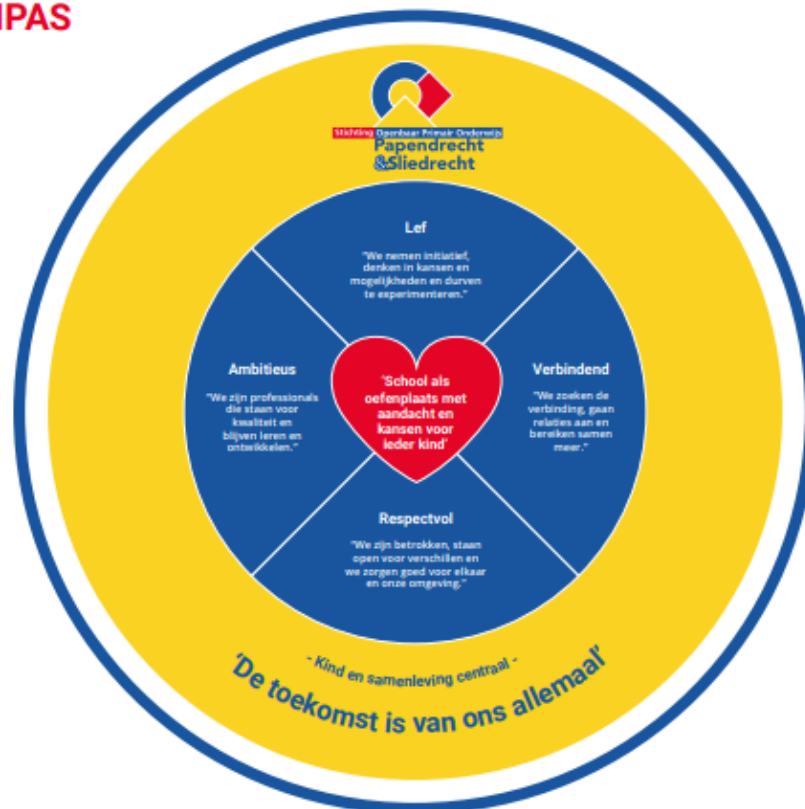 MPAS
Stichting Openbaar Primair Onderwijs
Papendrecht
&Sliedrecht
Lef
"We nemen initiatief,
denken in kansen en
mogelijkheden en durven
te experimenteren."
Ambitieus
"We zijn professionals
die staan voor
kwaliteit en
blijven leren en
ontwikkelen."
'School als
oefenplaats met
aandacht en
kansen voor
ieder kind'
Verbindend
"We zoeken de
verbinding, gaan
relaties aan en
bereiken samen
meer."
Respectvol
"We zijn betrokken, staan
open voor verschillen en
we zorgen goed voor elkaar
en onze omgeving."
- Kind en samenleving centraal -
'De toekomst is van ons allemaal'